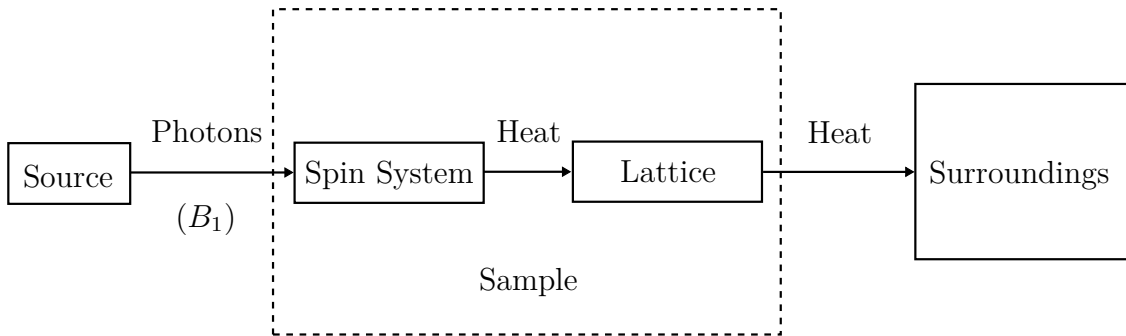 Photons
Heat
Heat
Source
Spin System
Lattice
Surroundings
(B₁)
Sample